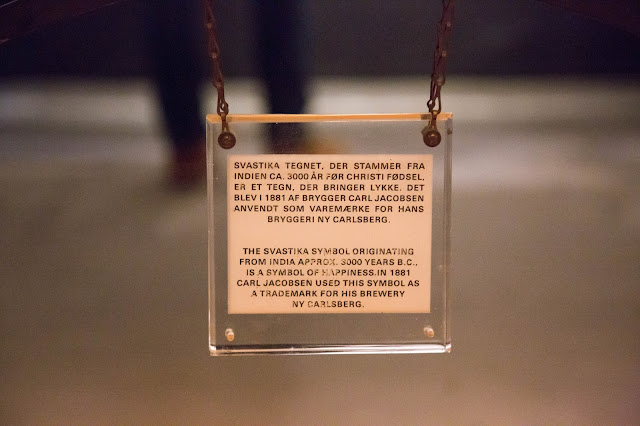 SVASTIKA TEGNET, DER STAMMER FRA
INDIEN CA. 3000 ÅR FØR CHRISTI FØDSEL,
ER ET TEGN, DER BRINGER LYKKE. DET
BLEV I 1881 AF BRYGGER CARL JACOBSEN
ANVENDT SOM VAREMÆRKE FOR HANS
BRYGGERI NY CARLSBERG.
THE SVASTIKA SYMBOL ORIGINATING
FROM INDIA APPROX. 3000 YEARS B.C.,
IS A SYMBOL OF HAPPINESS.IN 1881
CARL JACOBSEN USED THIS SYMBOL AS
A TRADEMARK FOR HIS BREWERY
NY CARLSBERG.